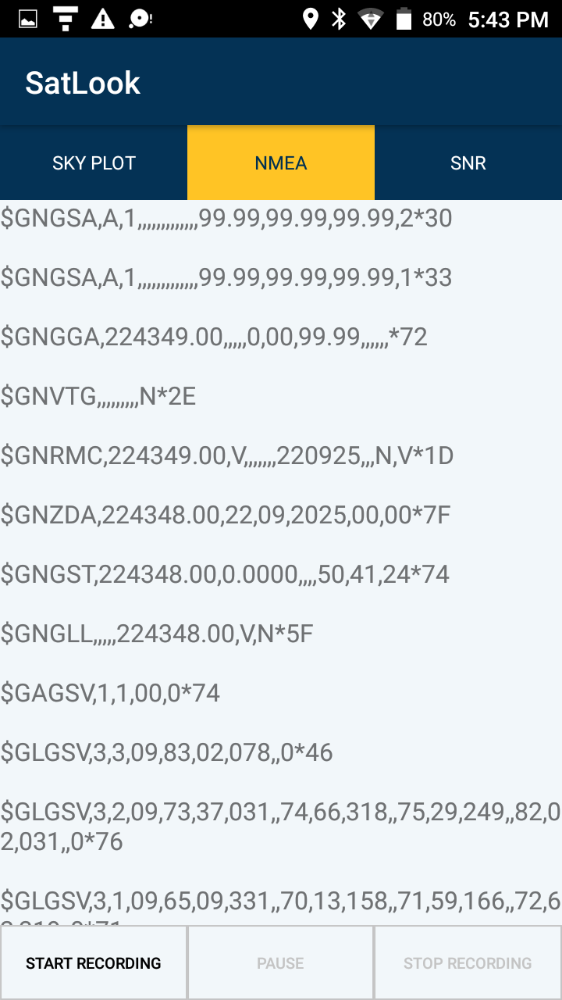 80% 5:43 PM
SatLook
SKY PLOT NMEA SNR
$GNGSA,A,1,,,,,,,,,,,,,99.99,99.99,99.99,2*30
$GNGSA,A,1,,,,,,,,,,,,,99.99,99.99,99.99,1*33
$GNGGA,224349.00,,,,,0,00,99.99,,,,,,*72
$GNVTG,,,,,,,,,N*2E
$GNRMC,224349.00,V,,,,,,,220925,,,N,V*1D
$GNZDA,224348.00,22,09,2025,00,00*7F
$GNGST,224348.00,0.0000,,,,50,41,24*74
$GNGLL,,,,,224348.00,V,N*5F
$GAGSV,1,1,00,0*74
$GLGSV,3,3,09,83,02,078,,0*46
$GLGSV,3,2,09,73,37,031,,74,66,318,,75,29,249,,82,0
2,031,,0*76
$GLGSV,3,1,09,65,09,331,,70,13,158,,71,59,166,,72,6
START RECORDING PAUSE STOP RECORDING